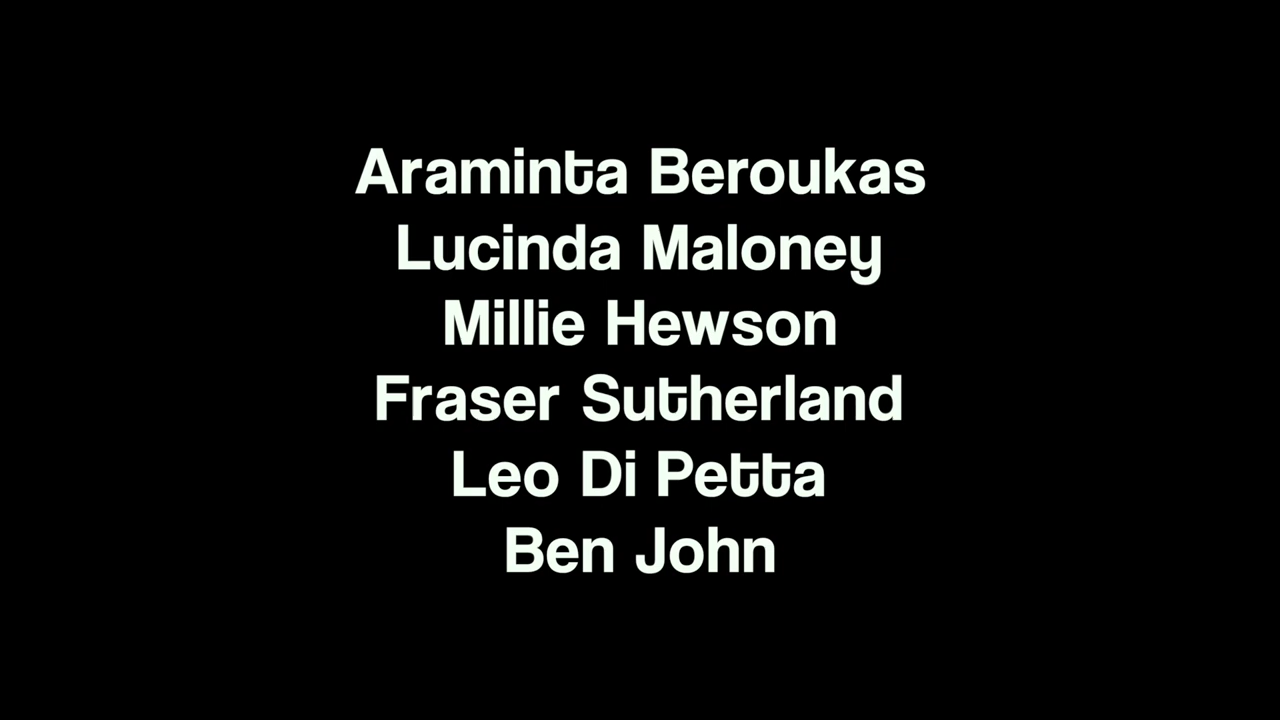 Araminta Beroukas
Lucinda Maloney
Millie Hewson
Fraser Sutherland
Leo Di Petta
Ben John